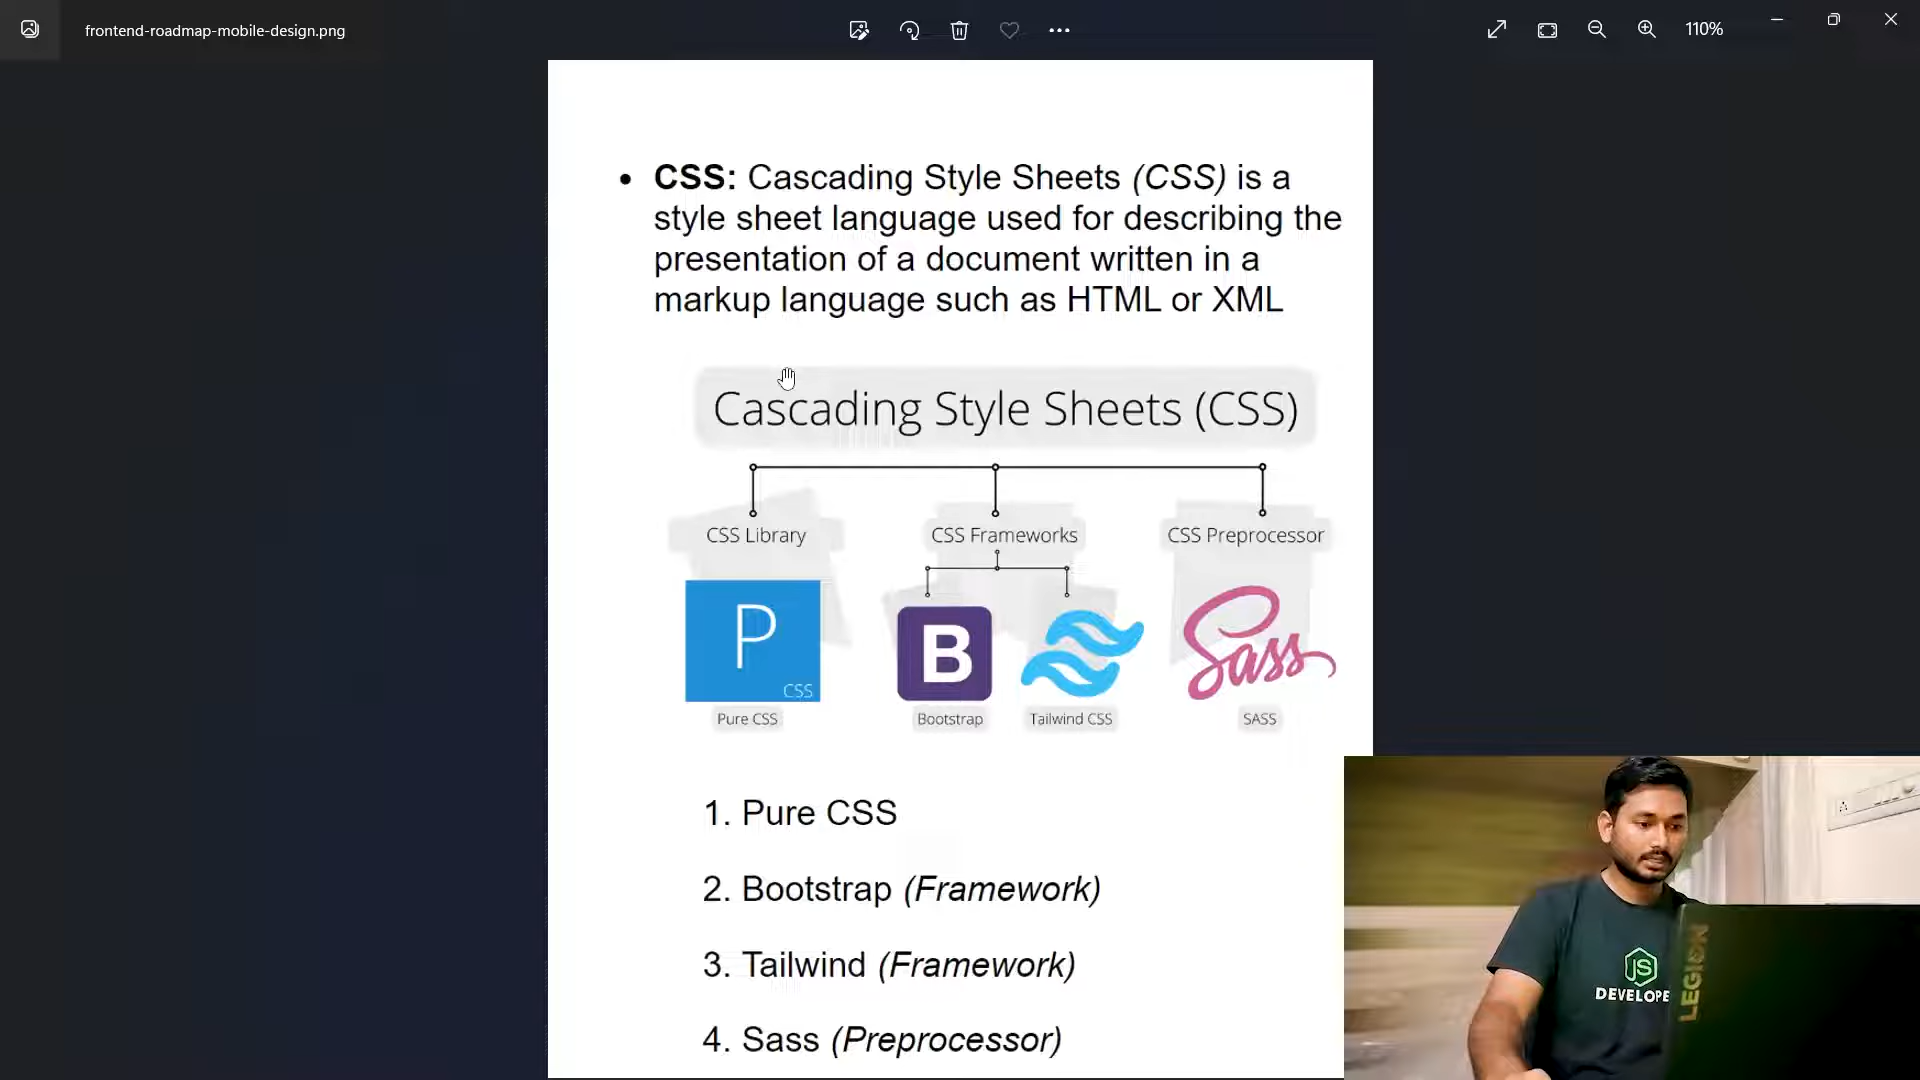 frontend-roadmap-mobile-design.png
110%
• CSS: Cascading Style Sheets (CSS) is a
style sheet language used for describing the
presentation of a document written in a
markup language such as HTML or XML
Cascading Style Sheets (CSS)
CSS Library
CSS Frameworks
CSS Preprocessor
P
CSS
B
Sass
Pure CSS
Bootstrap
Tailwind CSS
SASS
1. Pure CSS
2. Bootstrap (Framework)
3. Tailwind (Framework)
4. Sass (Preprocessor)
JS
DEVELOPE
LEGION